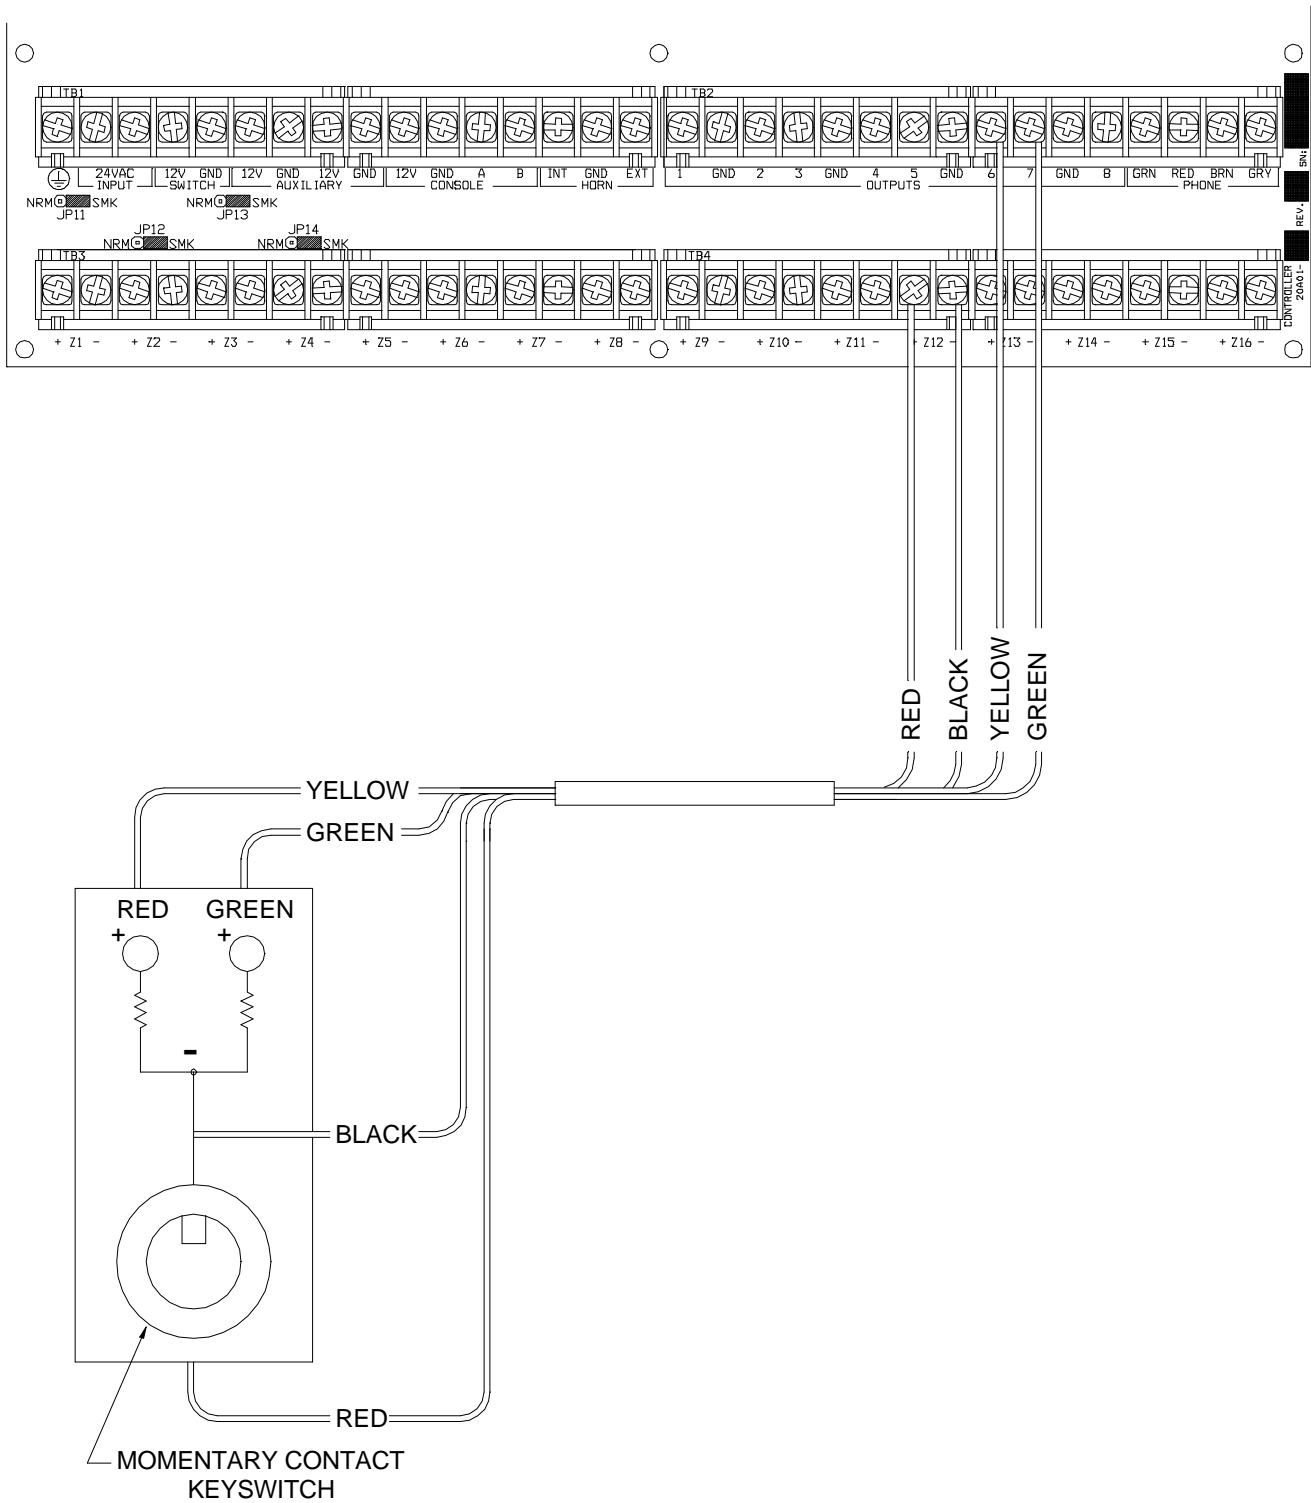 TB1
TB2
24VAC 12V GND 12V GND 12V GND 12V GND A B INT GND EXT 1 GND 2 3 GND 4 5 GND 6 7 GND 8 GRN RED BRN GRY
INPUT SWITCH AUXILIARY CONSOLE HORN OUTPUTS PHONE
SN:
REV.
CONTROLLER
20A01-
NRM SMK
JP11
NRM SMK
JP13
JP12
NRM SMK
JP14
NRM SMK
TB3
TB4
+ Z1 - + Z2 - + Z3 - + Z4 - + Z5 - + Z6 - + Z7 - + Z8 - + Z9 - + Z10 - + Z11 - + Z12 - + Z13 - + Z14 - + Z15 - + Z16 -
RED
BLACK
YELLOW
GREEN
YELLOW
GREEN
RED GREEN
+ +
-
BLACK
RED
MOMENTARY CONTACT
KEYSWITCH